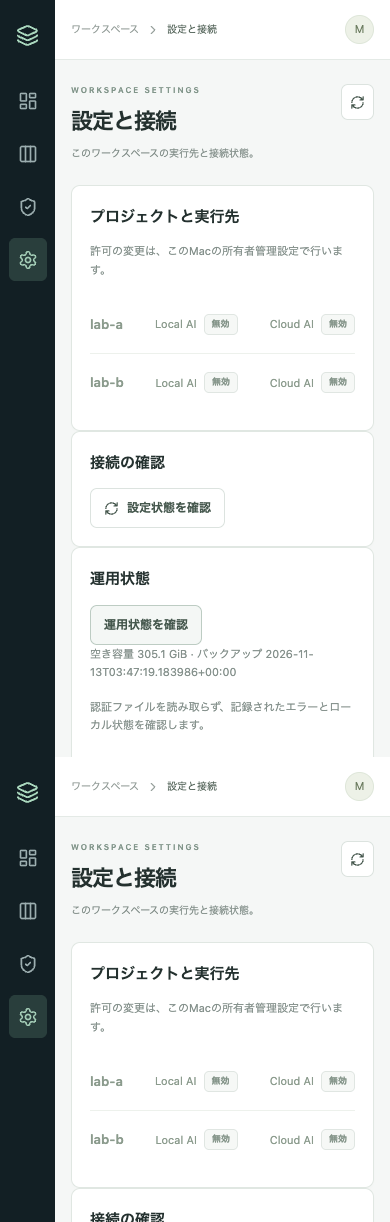 ワークスペース > 設定と接続 M
WORKSPACE SETTINGS
設定と接続
このワークスペースの実行先と接続状態。
プロジェクトと実行先
許可の変更は、このMacの所有者管理設定で行いま
す。
lab-a Local AI 無効 Cloud AI 無効
lab-b Local AI 無効 Cloud AI 無効
接続の確認
設定状態を確認
運用状態
運用状態を確認
空き容量 305.1 GiB · バックアップ 2026-11-
13T03:47:19.183986+00:00
認証ファイルを読み取らず、記録されたエラーとロー
カル状態を確認します。
ワークスペース > 設定と接続 M
WORKSPACE SETTINGS
設定と接続
このワークスペースの実行先と接続状態。
プロジェクトと実行先
許可の変更は、このMacの所有者管理設定で行いま
す。
lab-a Local AI 無効 Cloud AI 無効
lab-b Local AI 無効 Cloud AI 無効
接続の確認